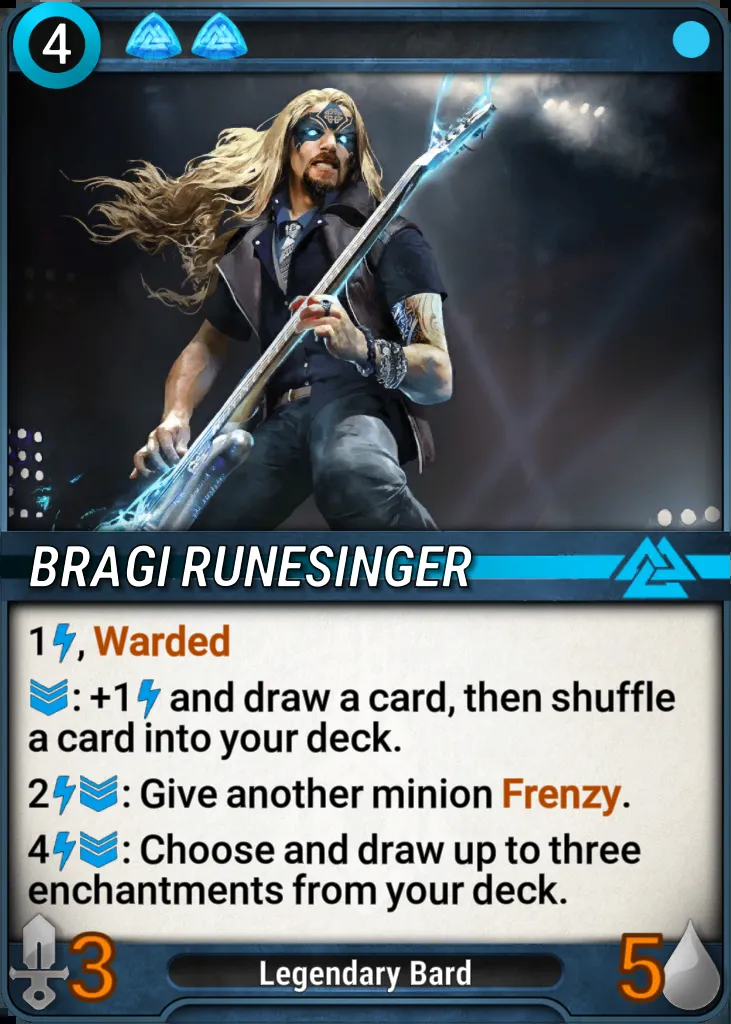 4
BRAGI RUNESINGER
1, Warded
: +1 and draw a card, then shuffle
a card into your deck.
2: Give another minion Frenzy.
4: Choose and draw up to three
enchantments from your deck.
3
Legendary Bard
5